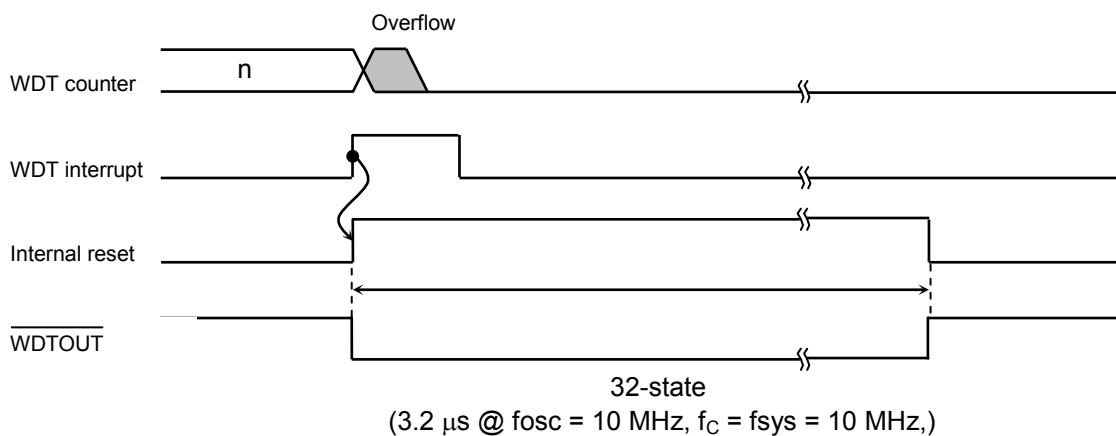 Overflow
WDT counter
n
WDT interrupt
Internal reset
WDTOUT
32-state
(3.2 μs @ fosc = 10 MHz, fC = fsys = 10 MHz,)